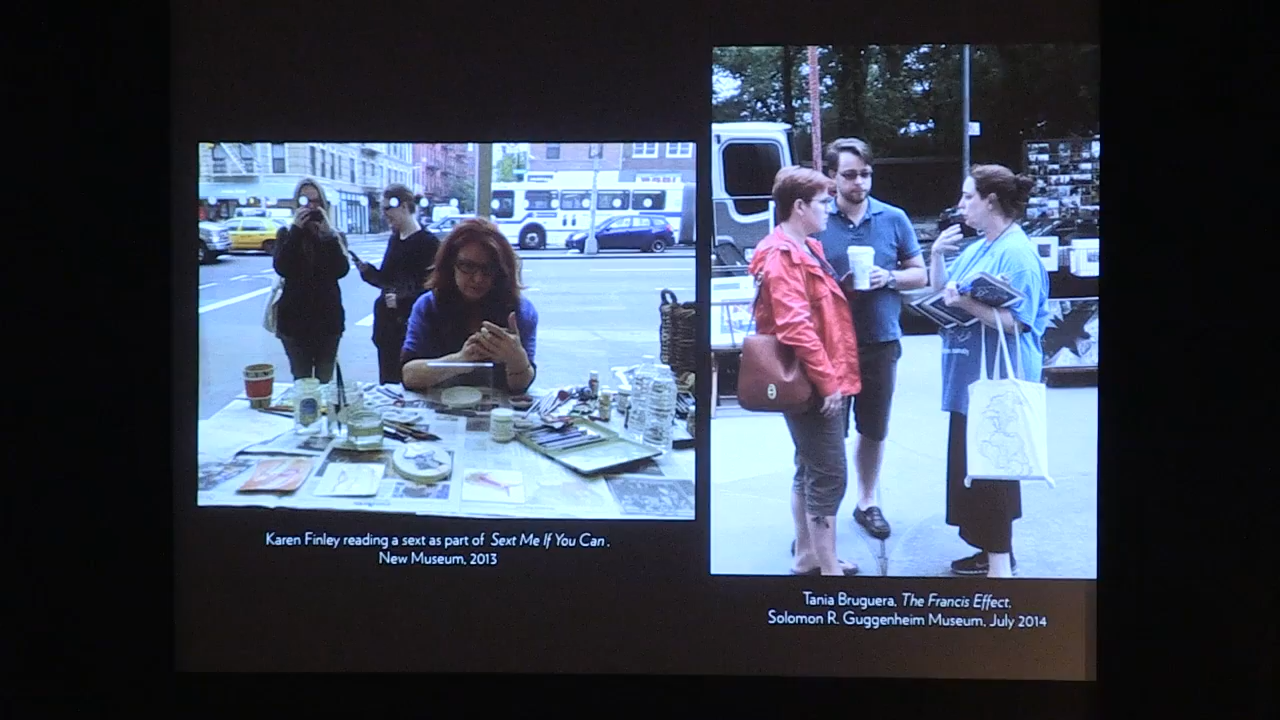 Karen Finley reading a sext as part of Sext Me If You Can.
New Museum, 2013
Tania Bruguera, The Francis Effect.
Solomon R. Guggenheim Museum, July 2014